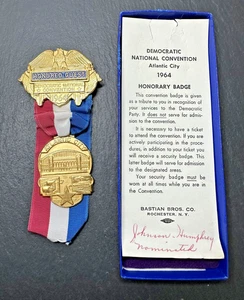 HONORED GUEST
DEMOCRATIC NATIONAL
CONVENTION
DEMOCRATIC
NATIONAL CONVENTION
Atlantic City
1964
HONORARY BADGE
This convention badge is given
as a tribute to you in recognition
of your services to the Democratic
Party. It does not serve for admis-
sion to the convention.
It is necessary to have a ticket
to attend the convention. If you
are actively participating in the
procedures, in addition to your ticket
you will receive a security badge. This
latter badge will serve for admission
to the designated areas.
Your security badge must be
worn at all times while you are in the
Convention.
BASTIAN BROS. CO.
ROCHESTER, N. Y.
Johnson Humphrey
nominated